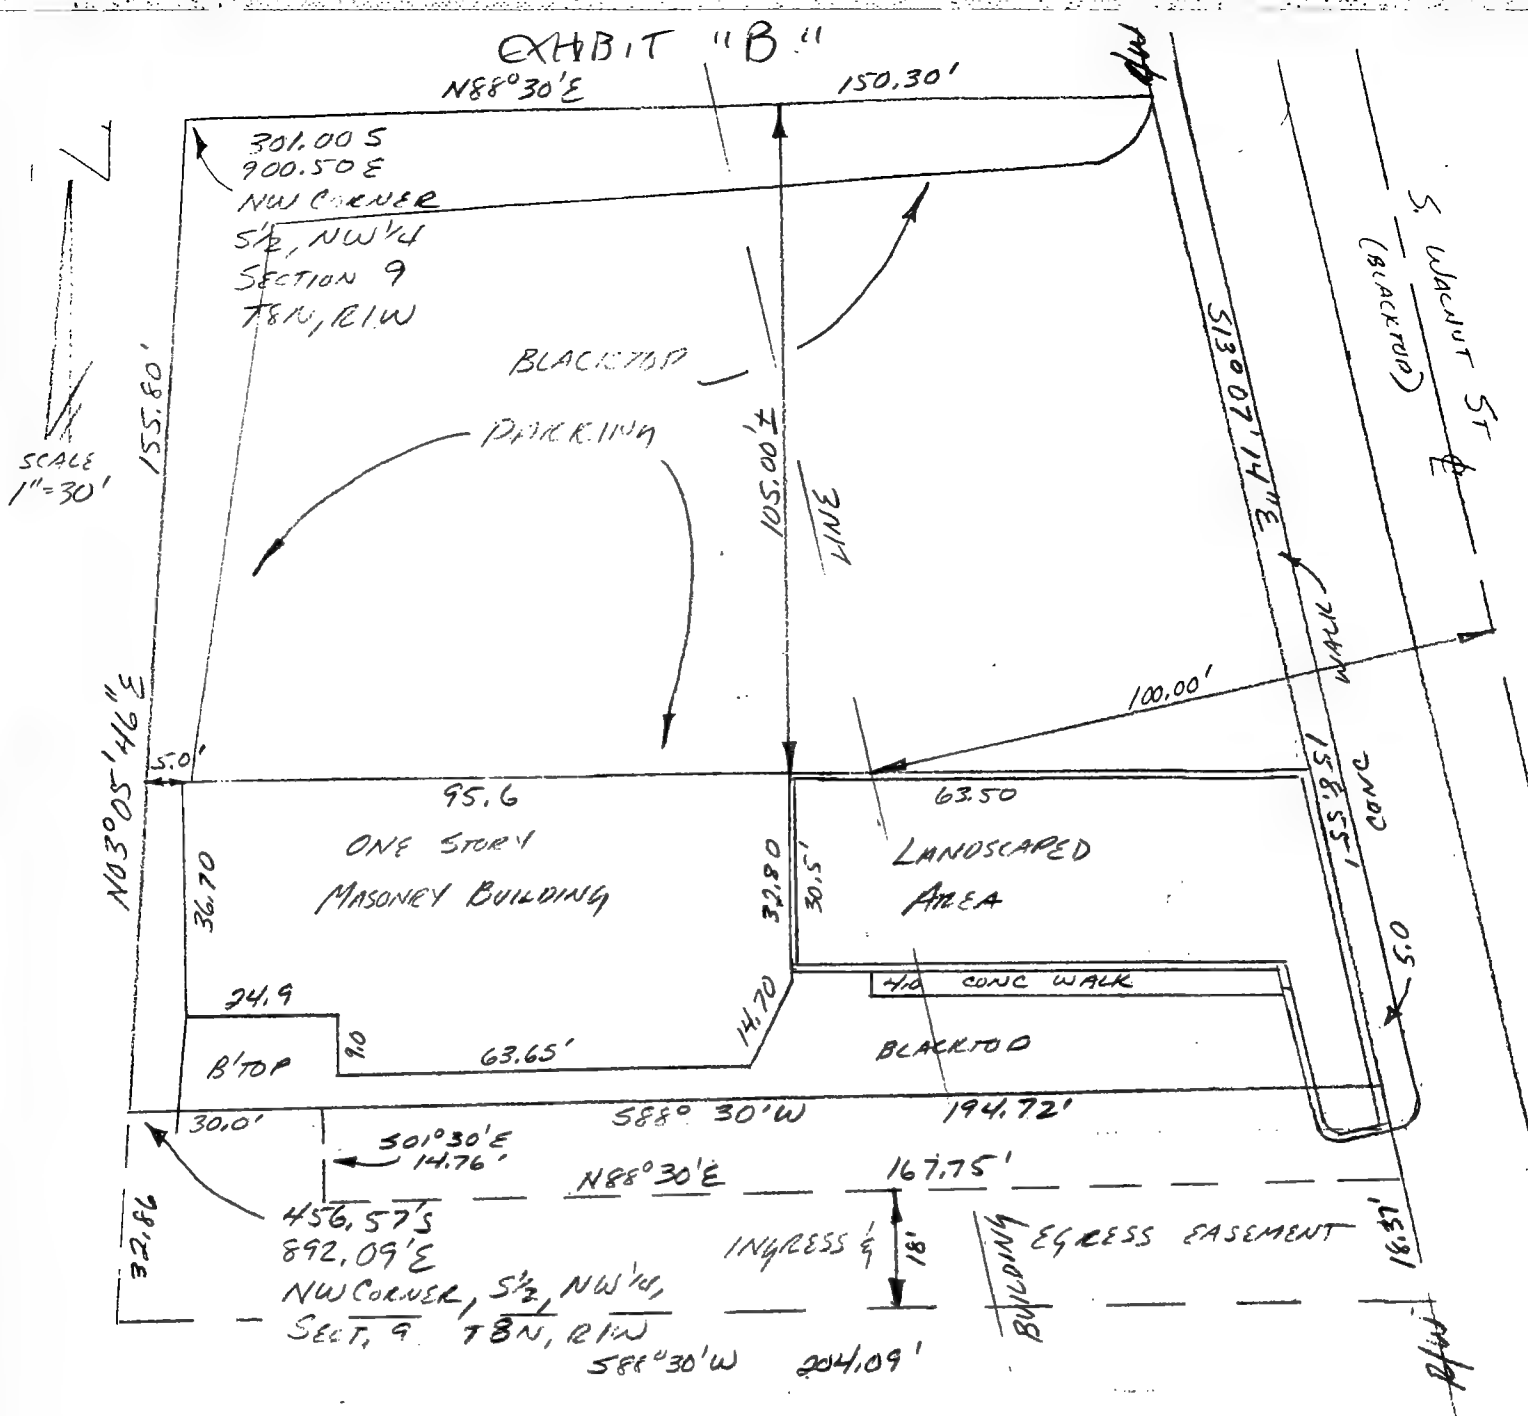 EXHIBIT "B"
N88°30'E
150.30'
R/W
301.00 S
900.50 E
NW CORNER
S½, NW¼
SECTION 9
T8N, R1W
SCALE
1"=30'
155.80'
N03°05'46"E
BLACKTOP
PARKING
105.00'±
LINE
S13°07'14"E
158.55'
S. WALNUT ST
(BLACKTOP)
℄
WALK
CONC
100.00'
5.0'
95.6
63.50
ONE STORY
MASONRY BUILDING
36.70
32.80
30.5'
LANDSCAPED
AREA
5.0
24.9
9.0
14.70
4.0 CONC WALK
B'TOP
63.65'
BLACKTOP
30.0'
S88° 30'W
194.72'
S01°30'E
14.76'
N88°30'E
167.75'
32.86
456.57'S
892.09'E
NW CORNER, S½, NW¼,
SECT. 9 T8N, R1W
INGRESS &
18'
BUILDING
EGRESS EASEMENT
S88°30'W
204.09'
R/W